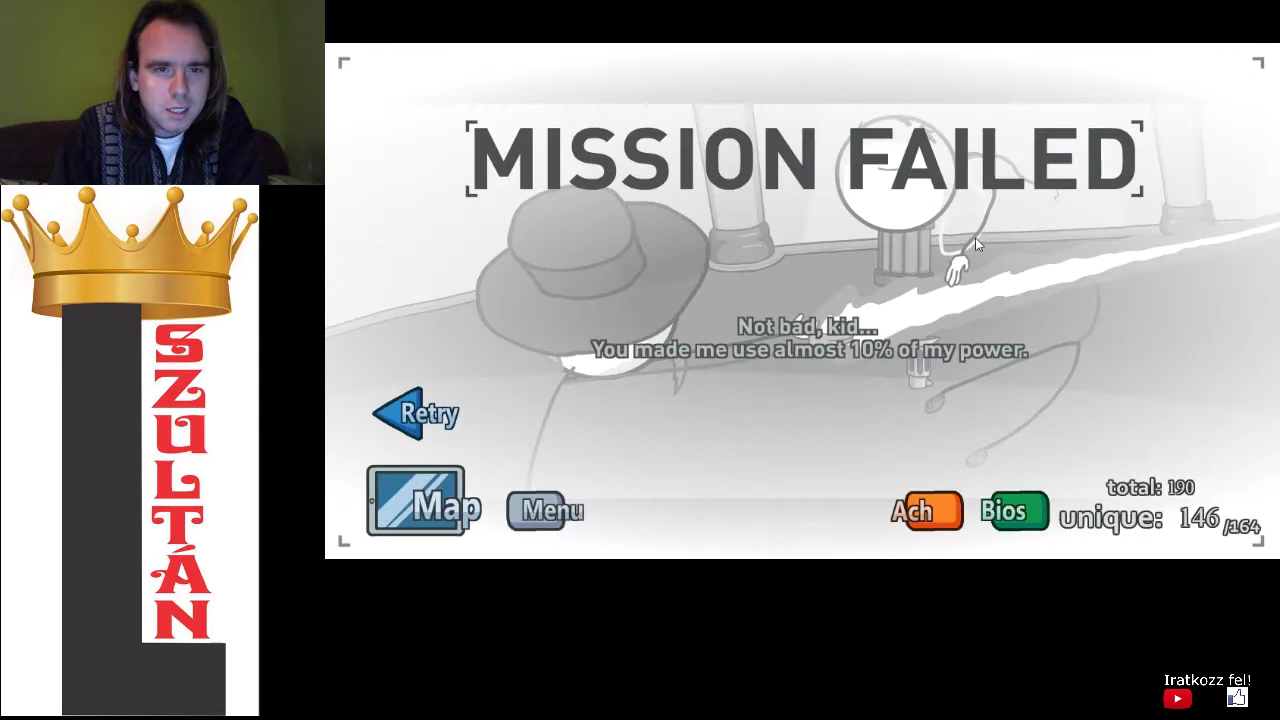 MISSION FAILED
Not bad, kid...
You made me use almost 10% of my power.
Retry
Map
Menu
Ach
Bios
total: 190
unique: 146/164
L
SZULTÁN
Iratkozz fel!